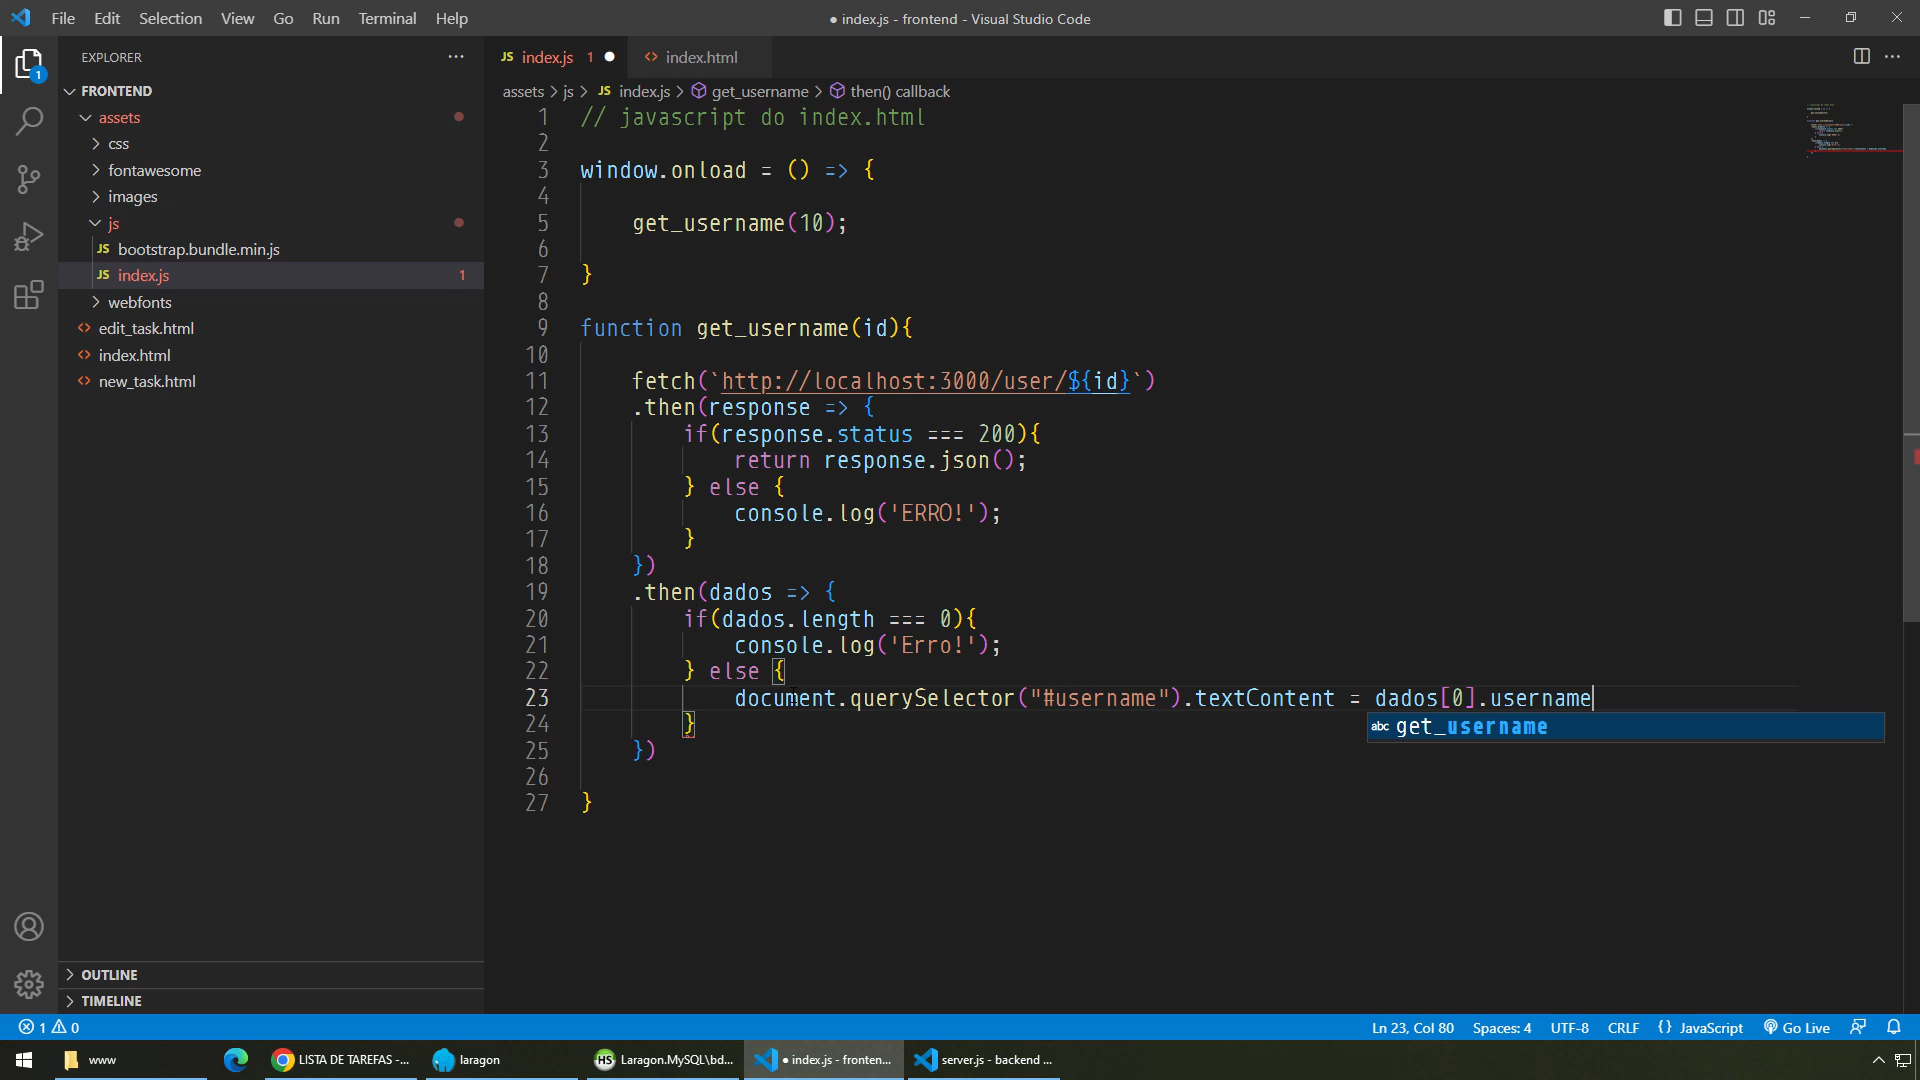 File Edit Selection View Go Run Terminal Help
● index.js - frontend - Visual Studio Code
EXPLORER
FRONTEND
assets
css
fontawesome
images
js
JS bootstrap.bundle.min.js
JS index.js 1
webfonts
<> edit_task.html
<> index.html
<> new_task.html
OUTLINE
TIMELINE
1
JS index.js 1 ●
<> index.html
assets > js > JS index.js > get_username > then() callback
1 // javascript do index.html
2
3 window.onload = () => {
4
5 get_username(10);
6
7 }
8
9 function get_username(id){
10
11 fetch(`http://localhost:3000/user/${id}`)
12 .then(response => {
13 if(response.status === 200){
14 return response.json();
15 } else {
16 console.log('ERRO!');
17 }
18 })
19 .then(dados => {
20 if(dados.length === 0){
21 console.log('Erro!');
22 } else {
23 document.querySelector("#username").textContent = dados[0].username
abc get_username
24 }
25 })
26
27 }
1 0
Ln 23, Col 80 Spaces: 4 UTF-8 CRLF {} JavaScript Go Live
www
LISTA DE TAREFAS -...
laragon
HS Laragon.MySQL\bd...
● index.js - fronten...
server.js - backend ...